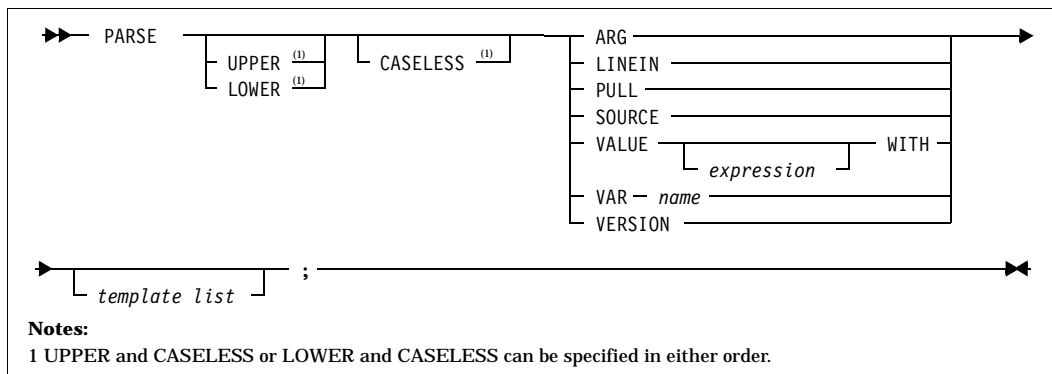 PARSE
UPPER (1)
LOWER (1)
CASELESS (1)
ARG
LINEIN
PULL
SOURCE
VALUE
expression
WITH
VAR name
VERSION
template list
;
Notes:
1 UPPER and CASELESS or LOWER and CASELESS can be specified in either order.